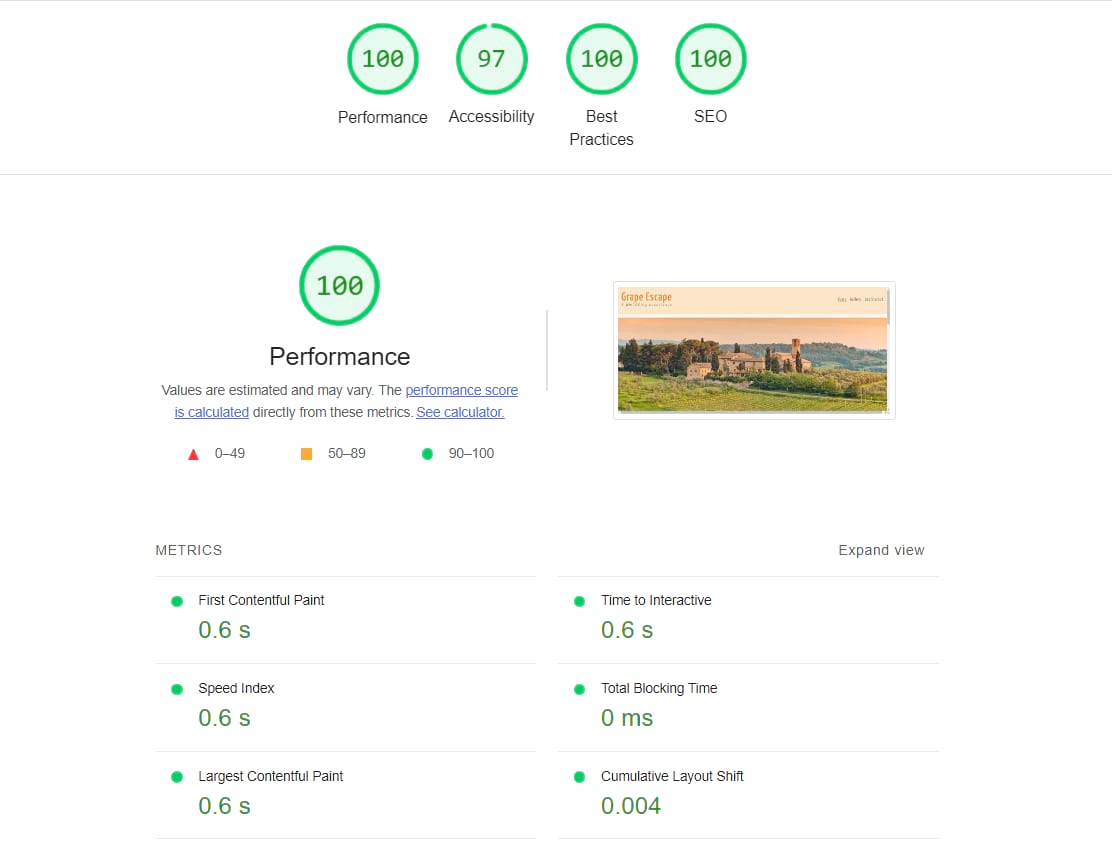 100
97
100
100
Performance
Accessibility
Best
Practices
SEO
100
Performance
Values are estimated and may vary. The performance score
is calculated directly from these metrics. See calculator.
0–49
50–89
90–100
Grape Escape
METRICS
Expand view
First Contentful Paint
0.6 s
Time to Interactive
0.6 s
Speed Index
0.6 s
Total Blocking Time
0 ms
Largest Contentful Paint
0.6 s
Cumulative Layout Shift
0.004